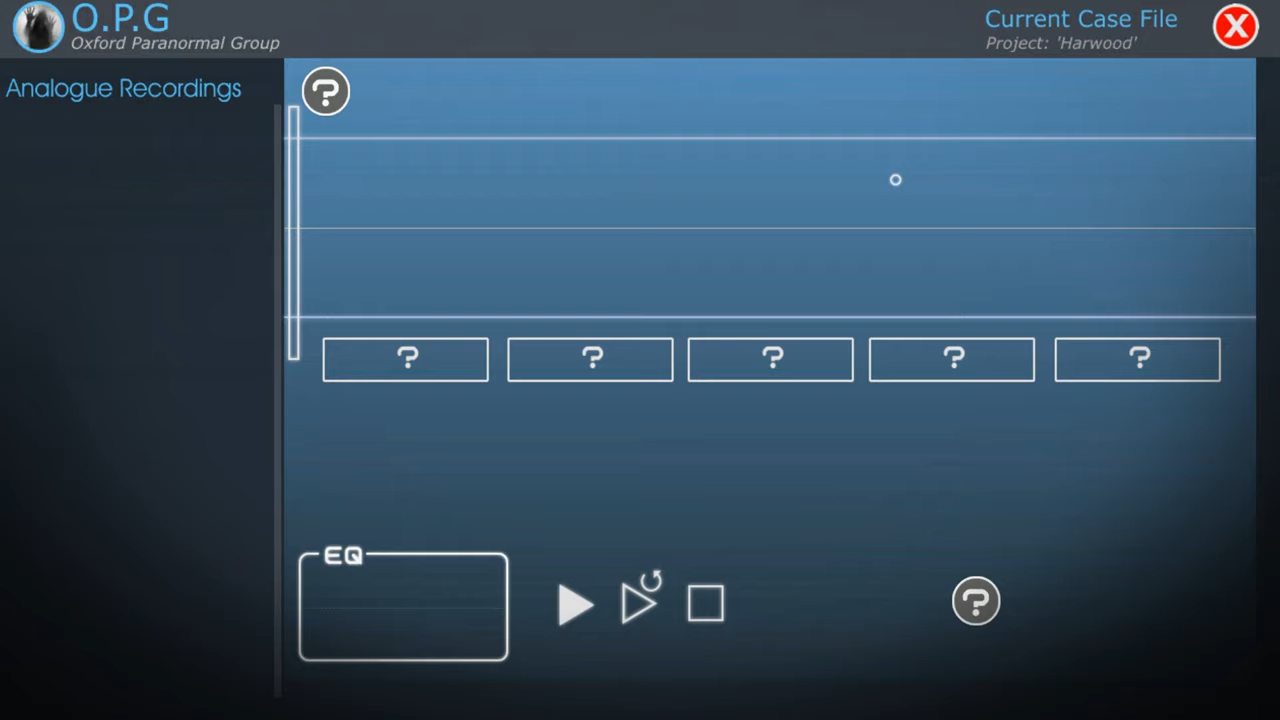 O.P.G
Oxford Paranormal Group
Current Case File
Project: 'Harwood'
X
Analogue Recordings
?
? ? ? ? ?
EQ
?